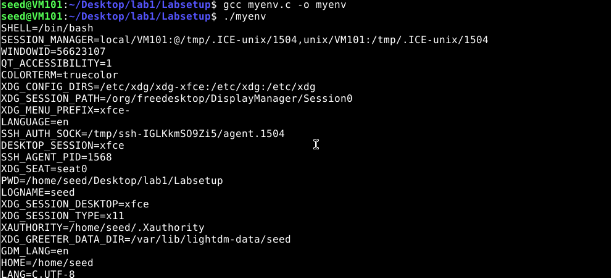 seed@VM101:~/Desktop/lab1/Labsetup$ gcc myenv.c -o myenv
seed@VM101:~/Desktop/lab1/Labsetup$ ./myenv
SHELL=/bin/bash
SESSION_MANAGER=local/VM101:@/tmp/.ICE-unix/1504,unix/VM101:/tmp/.ICE-unix/1504
WINDOWID=56623107
QT_ACCESSIBILITY=1
COLORTERM=truecolor
XDG_CONFIG_DIRS=/etc/xdg/xdg-xfce:/etc/xdg:/etc/xdg
XDG_SESSION_PATH=/org/freedesktop/DisplayManager/Session0
XDG_MENU_PREFIX=xfce-
LANGUAGE=en
SSH_AUTH_SOCK=/tmp/ssh-IGLKkmSO9Zi5/agent.1504
DESKTOP_SESSION=xfce
SSH_AGENT_PID=1568
XDG_SEAT=seat0
PWD=/home/seed/Desktop/lab1/Labsetup
LOGNAME=seed
XDG_SESSION_DESKTOP=xfce
XDG_SESSION_TYPE=x11
XAUTHORITY=/home/seed/.Xauthority
XDG_GREETER_DATA_DIR=/var/lib/lightdm-data/seed
GDM_LANG=en
HOME=/home/seed
LANG=C.UTF-8